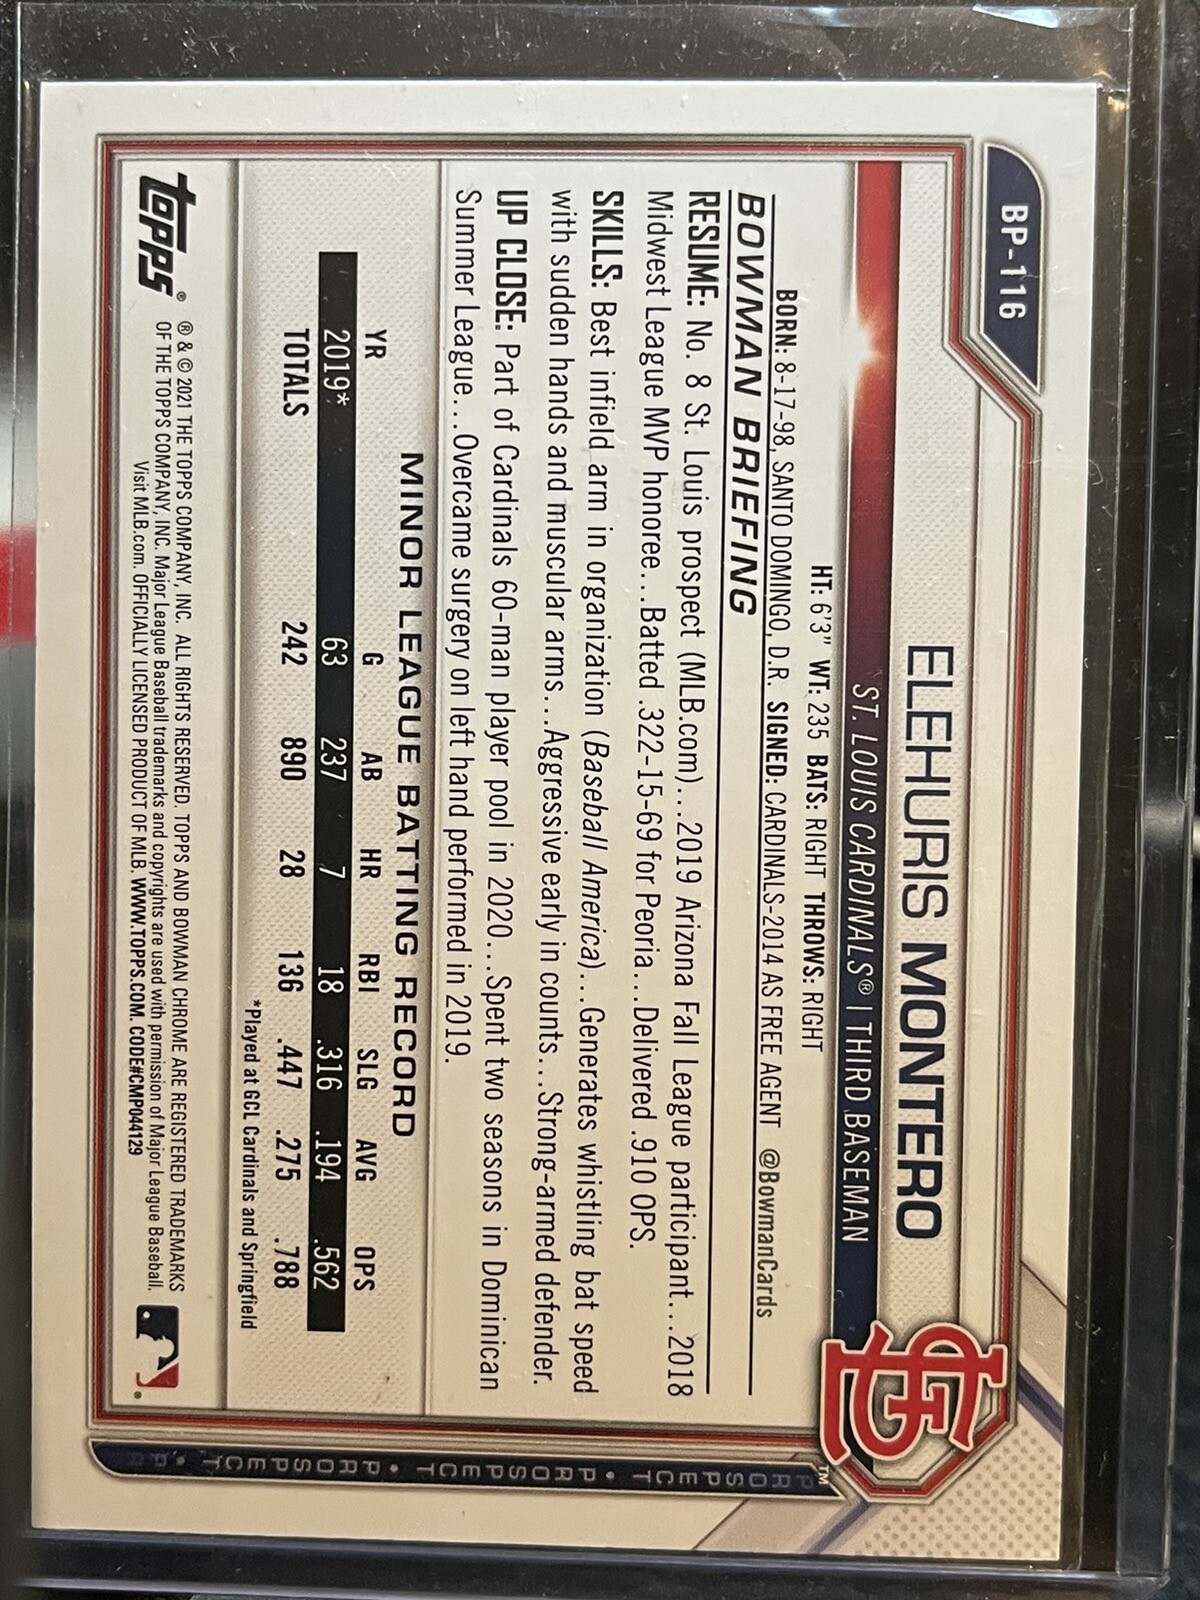 BP-116
ELEHURIS MONTERO
ST. LOUIS CARDINALS® | THIRD BASEMAN
HT: 6'3" WT: 235 BATS: RIGHT THROWS: RIGHT
BORN: 8-17-98, SANTO DOMINGO, D.R. SIGNED: CARDINALS-2014 AS FREE AGENT @BowmanCards
BOWMAN BRIEFING
RESUME: No. 8 St. Louis prospect (MLB.com)...2019 Arizona Fall League participant...2018
Midwest League MVP honoree...Batted .322-15-69 for Peoria...Delivered .910 OPS.
SKILLS: Best infield arm in organization (Baseball America)...Generates whistling bat speed
with sudden hands and muscular arms....Aggressive early in counts....Strong-armed defender.
UP CLOSE: Part of Cardinals 60-man player pool in 2020...Spent two seasons in Dominican
Summer League...Overcame surgery on left hand performed in 2019.
MINOR LEAGUE BATTING RECORD
YR G AB HR RBI SLG AVG OPS
2019* 63 237 7 18 .316 .194 .562
TOTALS 242 890 28 136 .447 .275 .788
*Played at GCL Cardinals and Springfield
topps®
® & © 2021 THE TOPPS COMPANY, INC. ALL RIGHTS RESERVED. TOPPS AND BOWMAN CHROME ARE REGISTERED TRADEMARKS
OF THE TOPPS COMPANY, INC. Major League Baseball trademarks and copyrights are used with permission of Major League Baseball.
Visit MLB.com. OFFICIALLY LICENSED PRODUCT OF MLB. WWW.TOPPS.COM. CODE#CMP044129
STL
TM
PROSPECT • PROSPECT • PROSPECT • PR